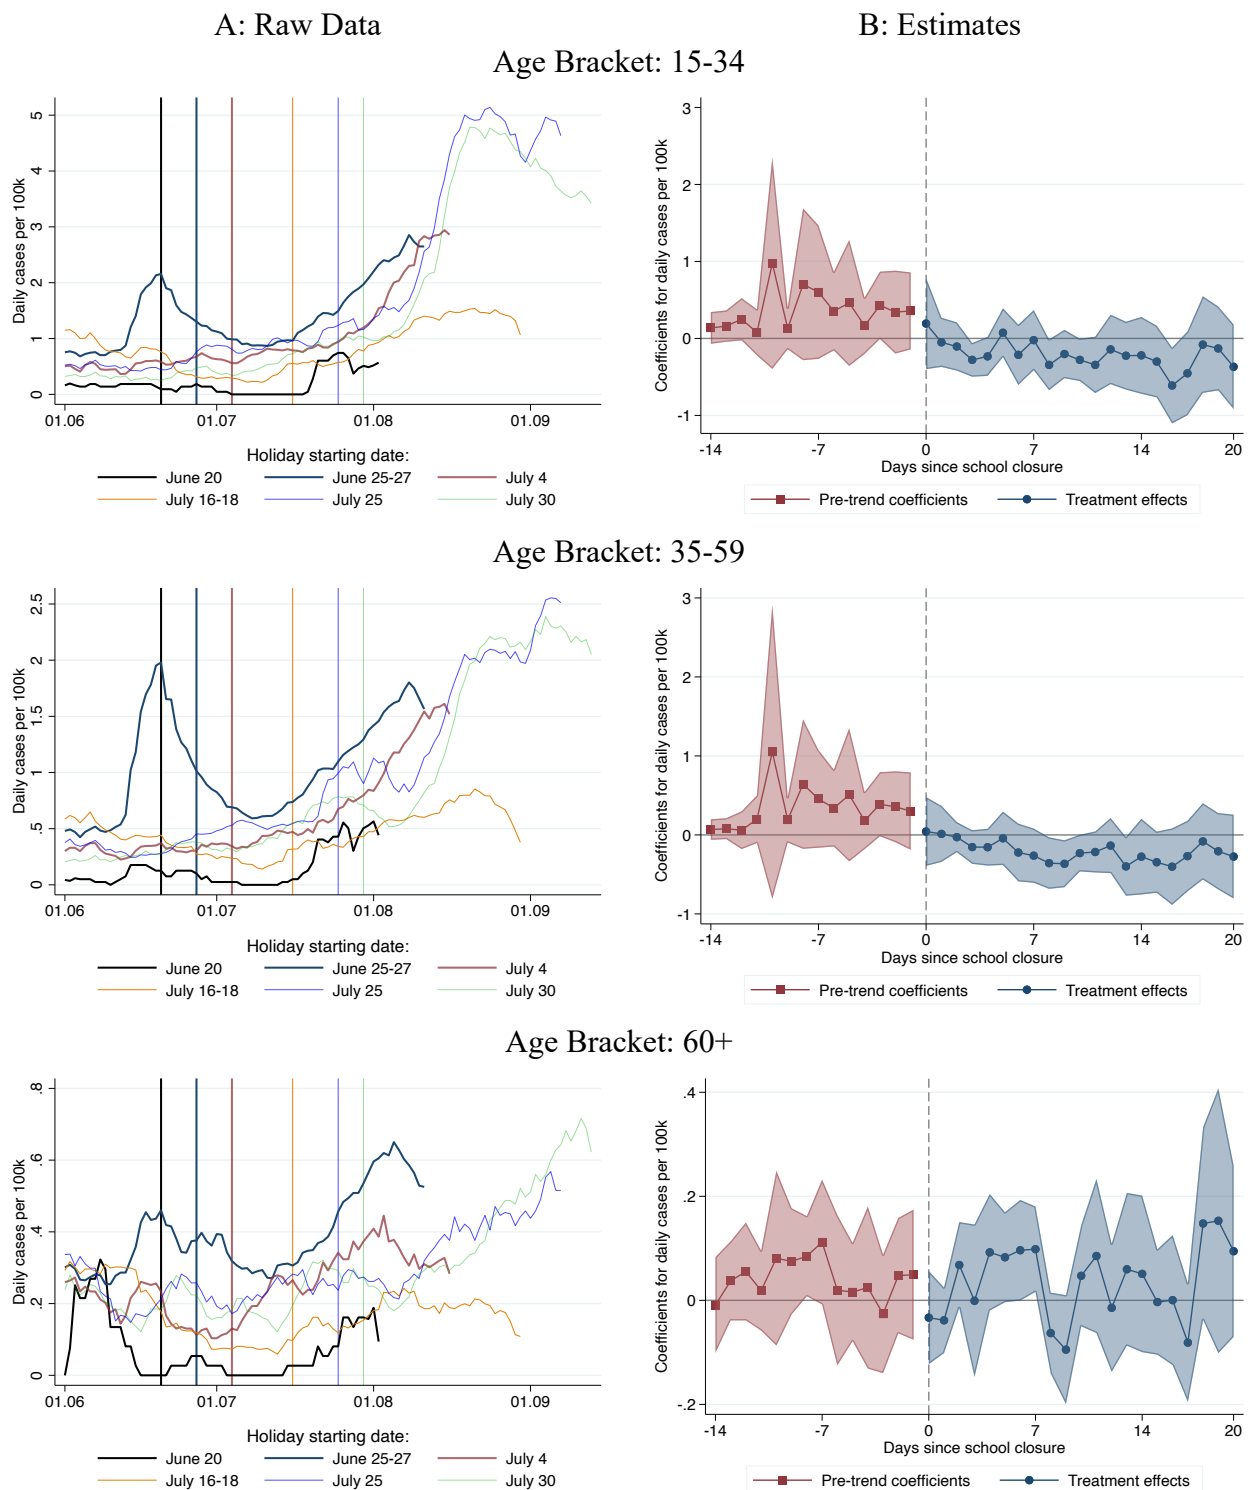 A: Raw Data
B: Estimates
Age Bracket: 15-34
Daily cases per 100k
5
4
3
2
1
0
01.06
01.07
01.08
01.09
Holiday starting date:
June 20
June 25-27
July 4
July 16-18
July 25
July 30
Coefficients for daily cases per 100k
3
2
1
0
-1
-14
-7
0
7
14
20
Days since school closure
Pre-trend coefficients
Treatment effects
Age Bracket: 35-59
Daily cases per 100k
2.5
2
1.5
1
.5
0
01.06
01.07
01.08
01.09
Holiday starting date:
June 20
June 25-27
July 4
July 16-18
July 25
July 30
Coefficients for daily cases per 100k
3
2
1
0
-1
-14
-7
0
7
14
20
Days since school closure
Pre-trend coefficients
Treatment effects
Age Bracket: 60+
Daily cases per 100k
.8
.6
.4
.2
0
01.06
01.07
01.08
01.09
Holiday starting date:
June 20
June 25-27
July 4
July 16-18
July 25
July 30
Coefficients for daily cases per 100k
.4
.2
0
-.2
-14
-7
0
7
14
20
Days since school closure
Pre-trend coefficients
Treatment effects